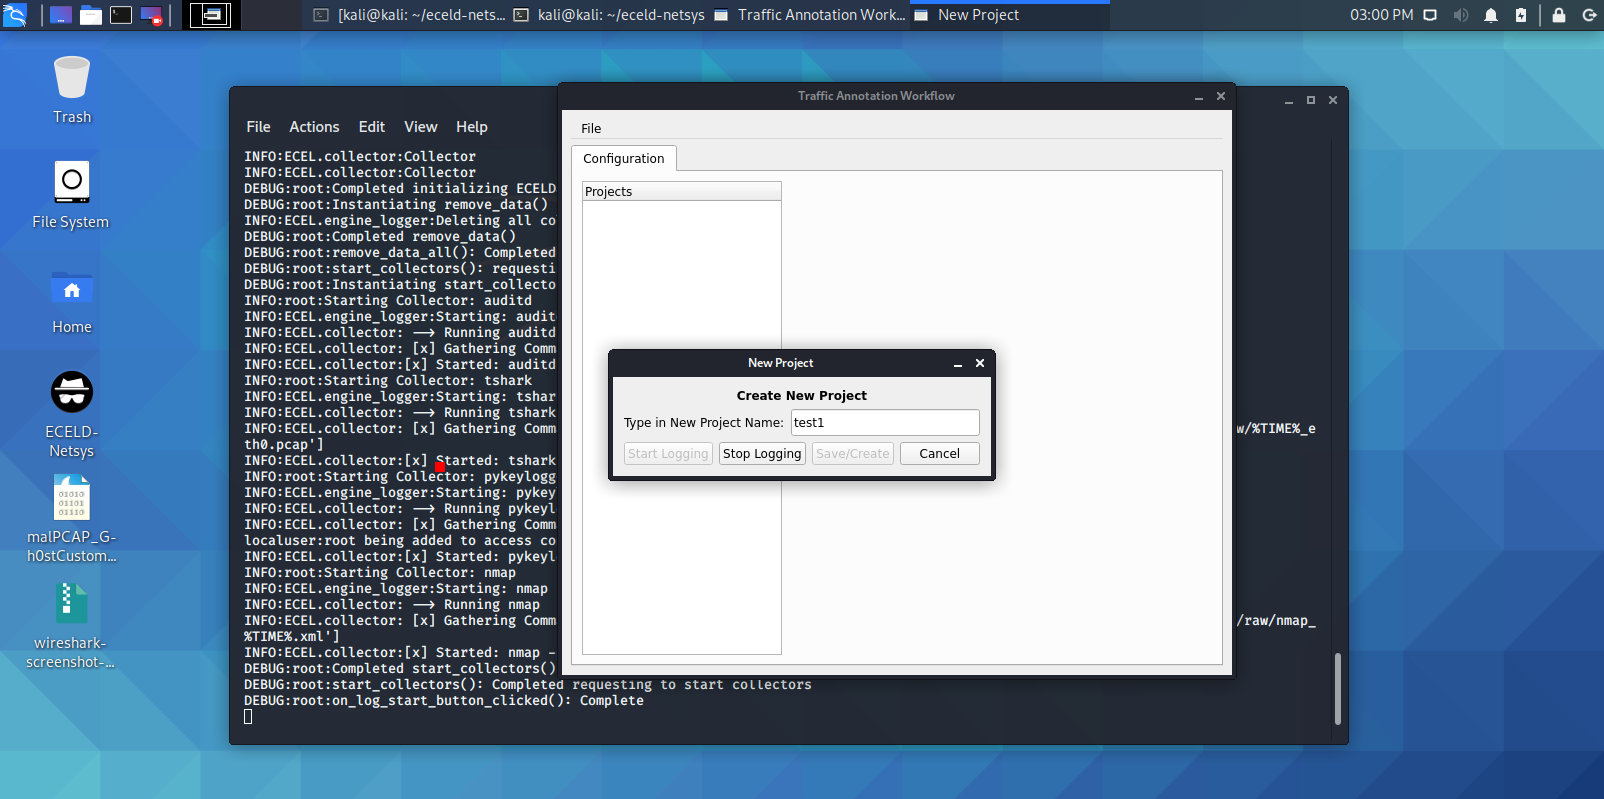 [kali@kali: ~/eceld-nets...
kali@kali: ~/eceld-netsys
Traffic Annotation Work...
New Project
03:00 PM
Trash
File System
Home
ECELD-
Netsys
01010
01101
01110
malPCAP_G-
h0stCustom...
wireshark-
screenshot-...
File Actions Edit View Help
INFO:ECEL.collector:Collector
INFO:ECEL.collector:Collector
DEBUG:root:Completed initializing ECELD
DEBUG:root:Instantiating remove_data()
INFO:ECEL.engine_logger:Deleting all co
DEBUG:root:Completed remove_data()
DEBUG:root:remove_data_all(): Completed
DEBUG:root:start_collectors(): requesti
DEBUG:root:Instantiating start_collecto
INFO:root:Starting Collector: auditd
INFO:ECEL.engine_logger:Starting: audit
INFO:ECEL.collector: --> Running auditd
INFO:ECEL.collector: [x] Gathering Comm
INFO:ECEL.collector:[x] Started: auditd
INFO:root:Starting Collector: tshark
INFO:ECEL.engine_logger:Starting: tshar
INFO:ECEL.collector: --> Running tshark
INFO:ECEL.collector: [x] Gathering Comm w/%TIME%_e
th0.pcap']
INFO:ECEL.collector:[x] Started: tshark
INFO:root:Starting Collector: pykeylogg
INFO:ECEL.engine_logger:Starting: pykey
INFO:ECEL.collector: --> Running pykeyl
INFO:ECEL.collector: [x] Gathering Comm
localuser:root being added to access co
INFO:ECEL.collector:[x] Started: pykeyl
INFO:root:Starting Collector: nmap
INFO:ECEL.engine_logger:Starting: nmap
INFO:ECEL.collector: --> Running nmap
INFO:ECEL.collector: [x] Gathering Comm /raw/nmap_
%TIME%.xml']
INFO:ECEL.collector:[x] Started: nmap -
DEBUG:root:Completed start_collectors()
DEBUG:root:start_collectors(): Completed requesting to start collectors
DEBUG:root:on_log_start_button_clicked(): Complete
Traffic Annotation Workflow
File
Configuration
Projects
New Project
Create New Project
Type in New Project Name: test1
Start Logging Stop Logging Save/Create Cancel